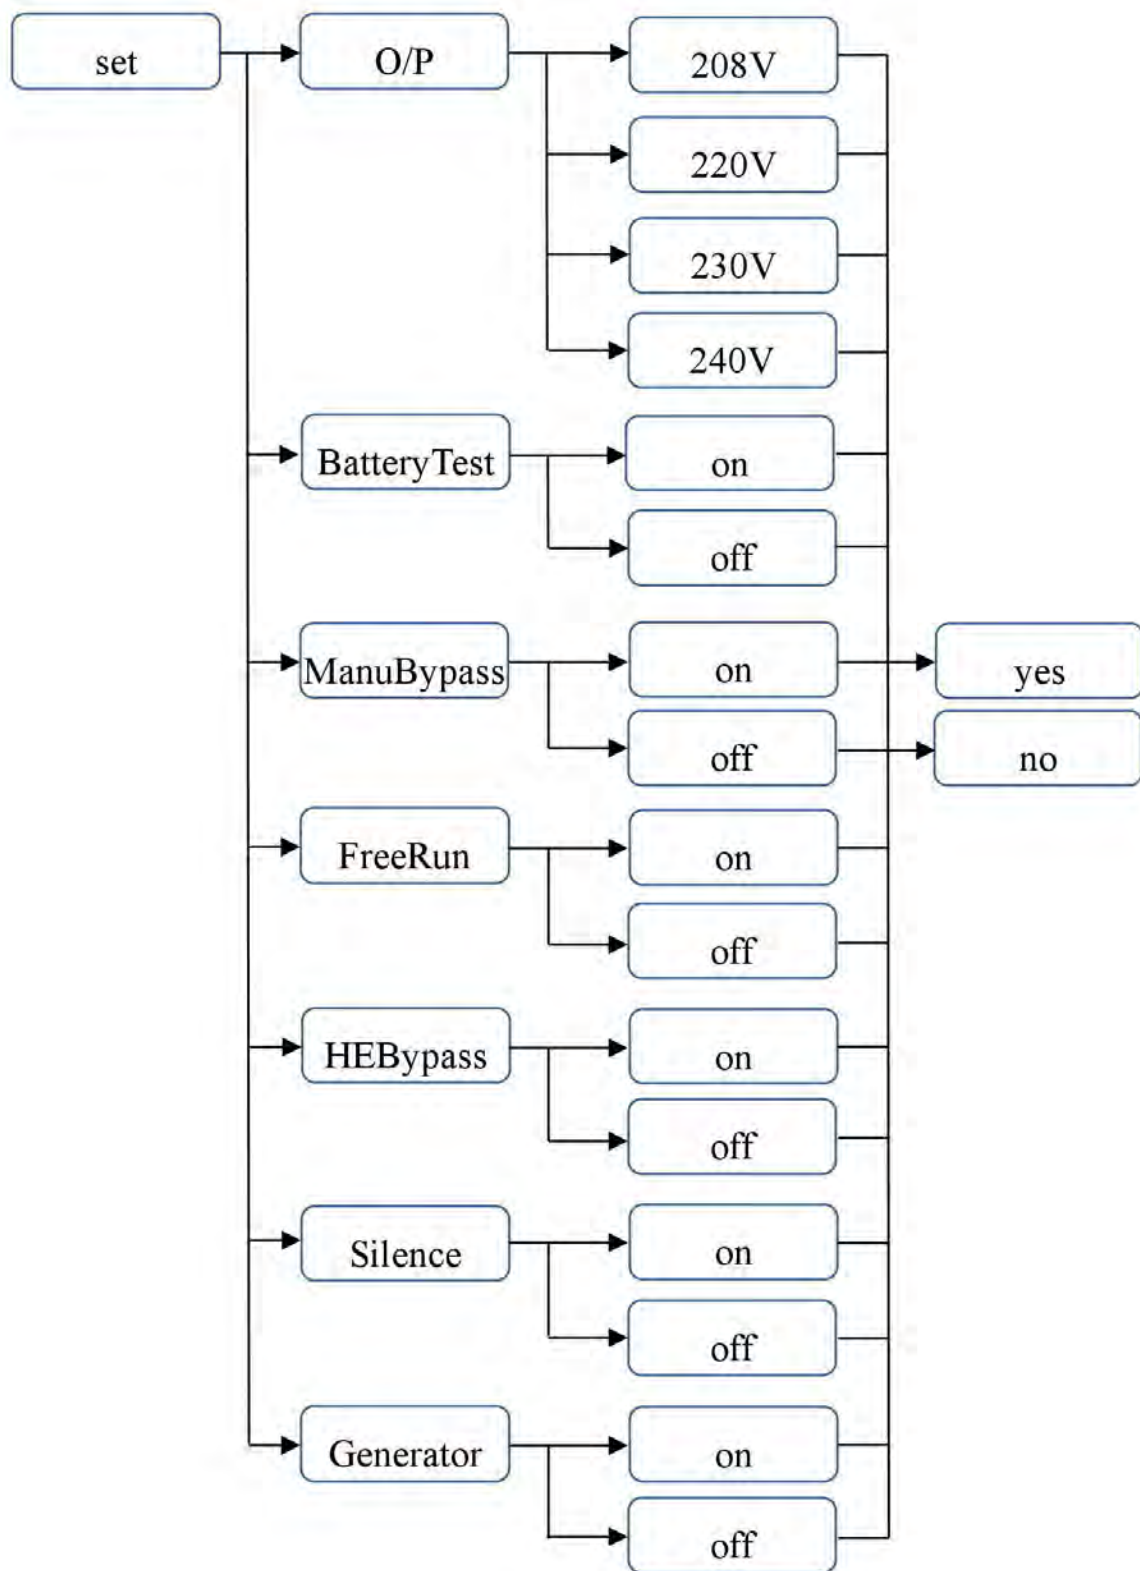 set
O/P
208V
220V
230V
240V
BatteryTest
on
off
ManuBypass
on
yes
off
no
FreeRun
on
off
HEBypass
on
off
Silence
on
off
Generator
on
off